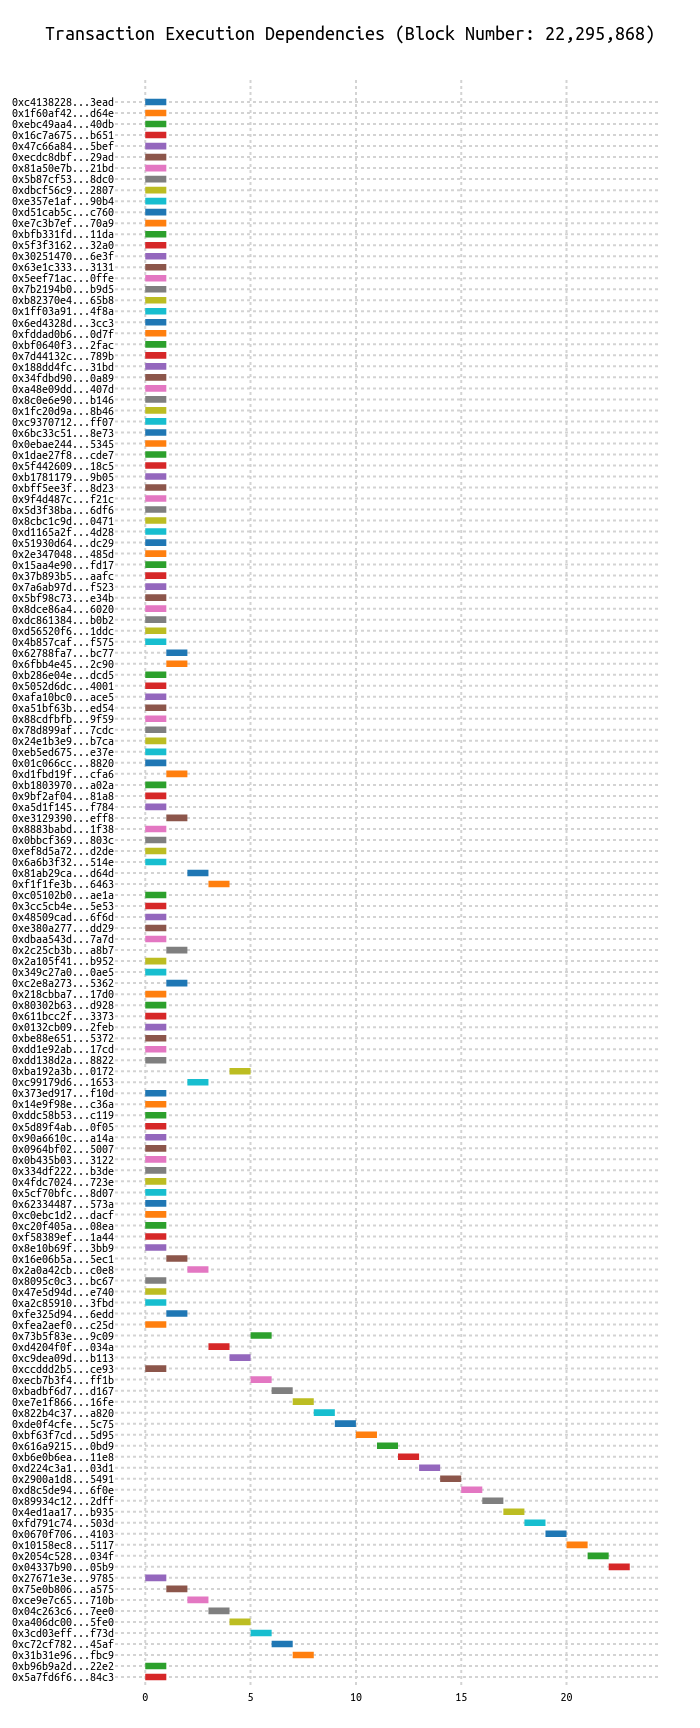 Transaction Execution Dependencies (Block Number: 22,295,868)
0xc4138228...3ead
0x1f60af42...d64e
0xebc49aa4...40db
0x16c7a675...b651
0x47c66a84...5bef
0xecdc8dbf...29ad
0x81a50e7b...21bd
0x5b87cf53...8dc0
0xdbcf56c9...2807
0xe357e1af...90b4
0xd51cab5c...c760
0xe7c3b7ef...70a9
0xbfb331fd...11da
0x5f3f3162...32a0
0x30251470...6e3f
0x63e1c333...3131
0x5eef71ac...0ffe
0x7b2194b0...b9d5
0xb82370e4...65b8
0x1ff03a91...4f8a
0x6ed4328d...3cc3
0xfddad0b6...0d7f
0xbf0640f3...2fac
0x7d44132c...789b
0x188dd4fc...31bd
0x34fdbd90...0a89
0xa48e09dd...407d
0x8c0e6e90...b146
0x1fc20d9a...8b46
0xc9370712...ff07
0x6bc33c51...8e73
0x0ebae244...5345
0x1dae27f8...cde7
0x5f442609...18c5
0xb1781179...9b05
0xbff5ee3f...8d23
0x9f4d487c...f21c
0x5d3f38ba...6df6
0x8cbc1c9d...0471
0xd1165a2f...4d28
0x51930d64...dc29
0x2e347048...485d
0x15aa4e90...fd17
0x37b893b5...aafc
0x7a6ab97d...f523
0x5bf98c73...e34b
0x8dce86a4...6020
0xdc861384...b0b2
0xd56520f6...1ddc
0x4b857caf...f575
0x62788fa7...bc77
0x6fbb4e45...2c90
0xb286e04e...dcd5
0x5052d6dc...4001
0xafa10bc0...ace5
0xa51bf63b...ed54
0x88cdfbfb...9f59
0x78d899af...7cdc
0x24e1b3e9...b7ca
0xeb5ed675...e37e
0x01c066cc...8820
0xd1fbd19f...cfa6
0xb1803970...a02a
0x9bf2af04...81a8
0xa5d1f145...f784
0xe3129390...eff8
0x8883babd...1f38
0x0bbcf369...803c
0xef8d5a72...d2de
0x6a6b3f32...514e
0x81ab29ca...d64d
0xf1f1fe3b...6463
0xc05102b0...ae1a
0x3cc5cb4e...5e53
0x48509cad...6f6d
0xe380a277...dd29
0xdbaa543d...7a7d
0x2c25cb3b...a8b7
0x2a105f41...b952
0x349c27a0...0ae5
0xc2e8a273...5362
0x218cbba7...17d0
0x80302b63...d928
0x611bcc2f...3373
0x0132cb09...2feb
0xbe88e651...5372
0xdd1e92ab...17cd
0xdd138d2a...8822
0xba192a3b...0172
0xc99179d6...1653
0x373ed917...f10d
0x14e9f98e...c36a
0xddc58b53...c119
0x5d89f4ab...0f05
0x90a6610c...a14a
0x0964bf02...5007
0x0b435b03...3122
0x334df222...b3de
0x4fdc7024...723e
0x5cf70bfc...8d07
0x62334487...573a
0xc0ebc1d2...dacf
0xc20f405a...08ea
0xf58389ef...1a44
0x8e10b69f...3bb9
0x16e06b5a...5ec1
0x2a0a42cb...c0e8
0x8095c0c3...bc67
0x47e5d94d...e740
0xa2c85910...3fbd
0xfe325d94...6edd
0xfea2aef0...c25d
0x73b5f83e...9c09
0xd4204f0f...034a
0xc9dea09d...b113
0xccddd2b5...ce93
0xecb7b3f4...ff1b
0xbadbf6d7...d167
0xe7e1f866...16fe
0x822b4c37...a820
0xde0f4cfe...5c75
0xbf63f7cd...5d95
0x616a9215...0bd9
0xb6e0b6ea...11e8
0xd224c3a1...03d1
0x2900a1d8...5491
0xd8c5de94...6f0e
0x89934c12...2dff
0x4ed1aa17...b935
0xfd791c74...503d
0x0670f706...4103
0x10158ec8...5117
0x2054c528...034f
0x04337b90...05b9
0x27671e3e...9785
0x75e0b806...a575
0xce9e7c65...710b
0x04c263c6...7ee0
0xa406dc00...5fe0
0x3cd03eff...f73d
0xc72cf782...45af
0x31b31e96...fbc9
0xb96b9a2d...22e2
0x5a7fd6f6...84c3
0 5 10 15 20